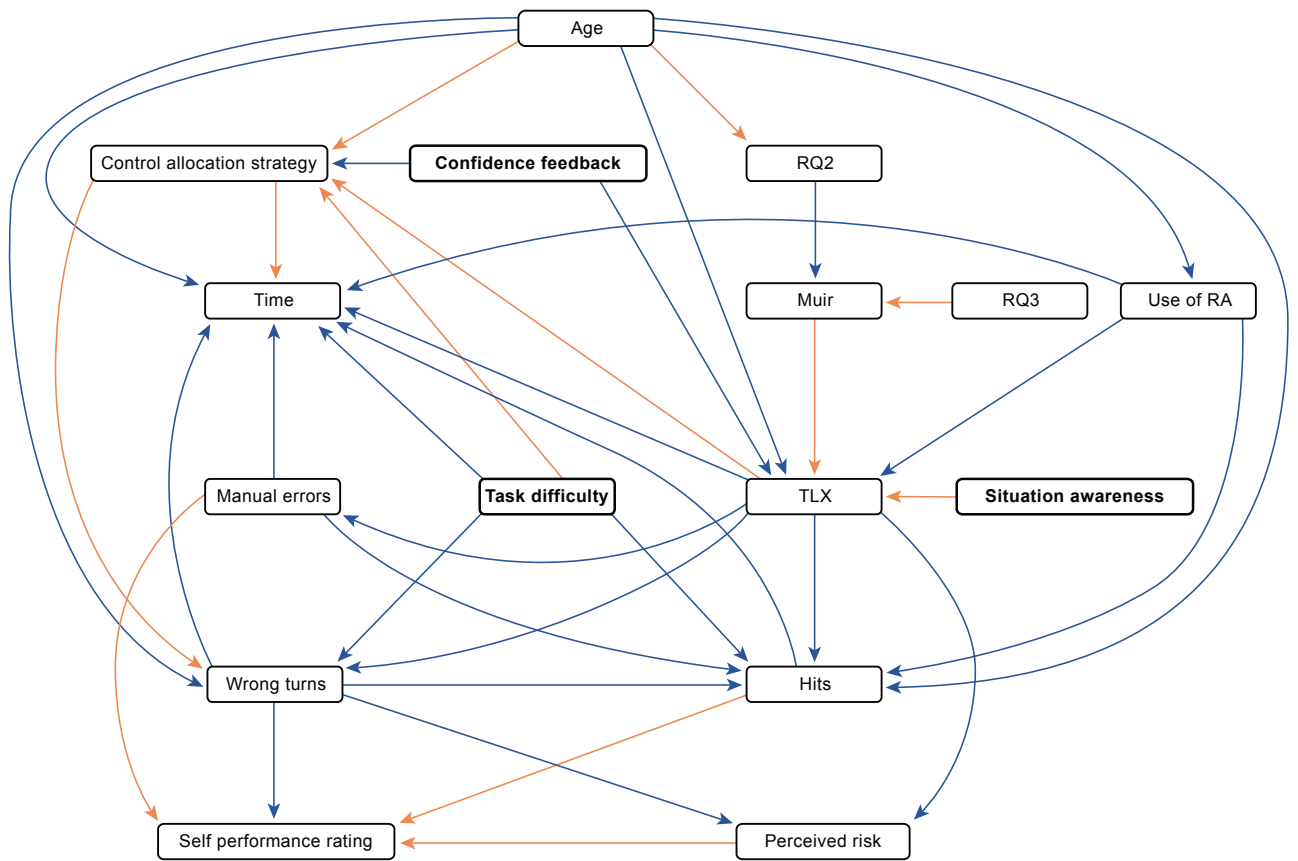 Age
Control allocation strategy
Confidence feedback
RQ2
Time
Muir
RQ3
Use of RA
Manual errors
Task difficulty
TLX
Situation awareness
Wrong turns
Hits
Self performance rating
Perceived risk